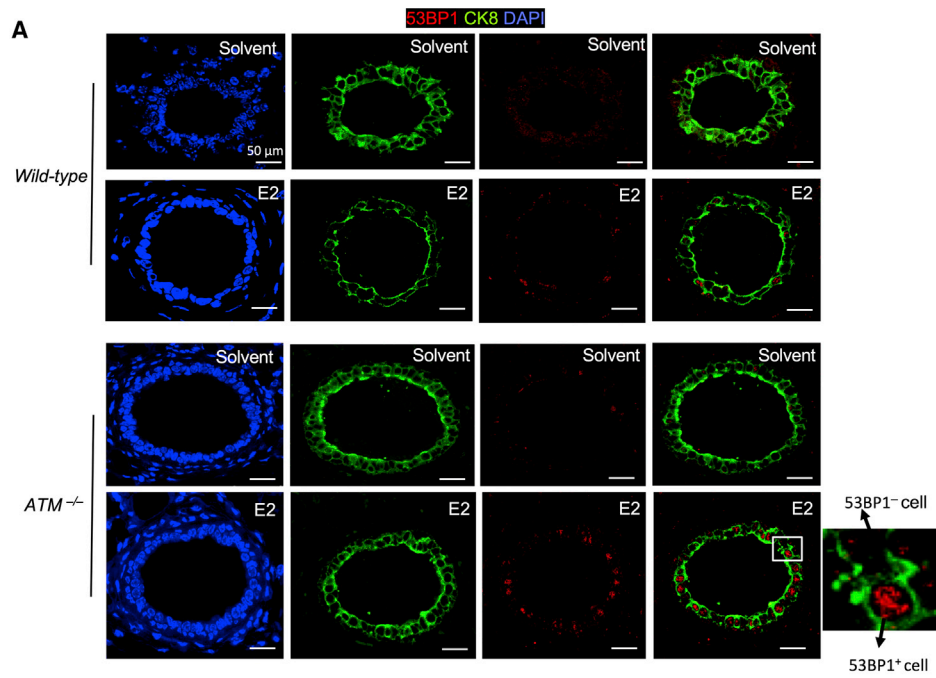 A
53BP1 CK8 DAPI
Solvent Solvent Solvent Solvent
50 μm
Wild-type
E2 E2 E2 E2
Solvent Solvent Solvent Solvent
ATM −/−
E2 E2 E2 E2
53BP1− cell
53BP1+ cell